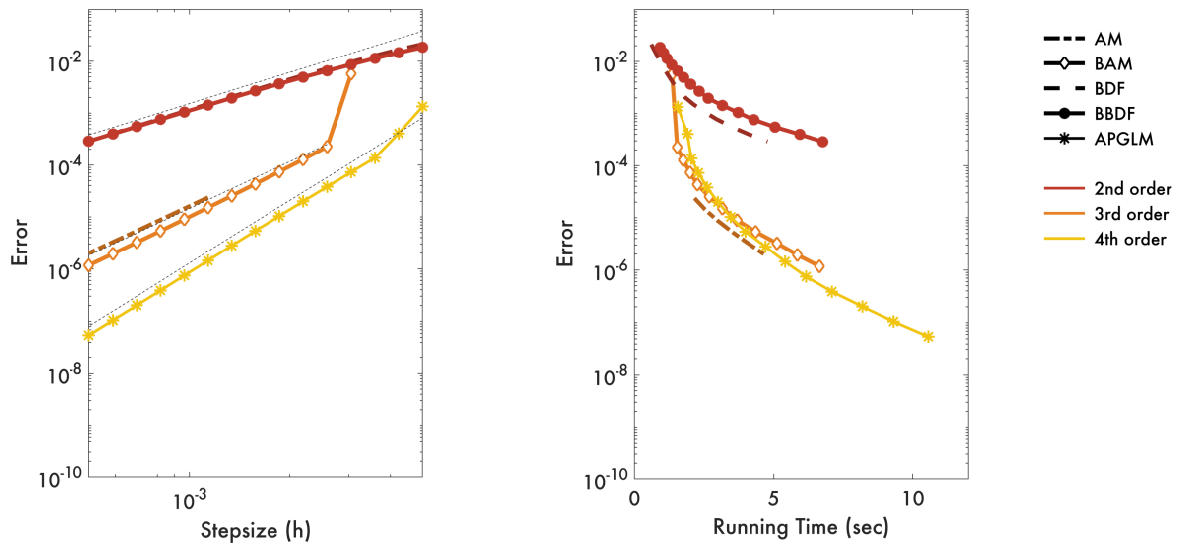 10^-2
10^-4
10^-6
10^-8
10^-10
Error
10^-3
Stepsize (h)
10^-2
10^-4
10^-6
10^-8
10^-10
Error
0
5
10
Running Time (sec)
AM
BAM
BDF
BBDF
APGLM
2nd order
3rd order
4th order